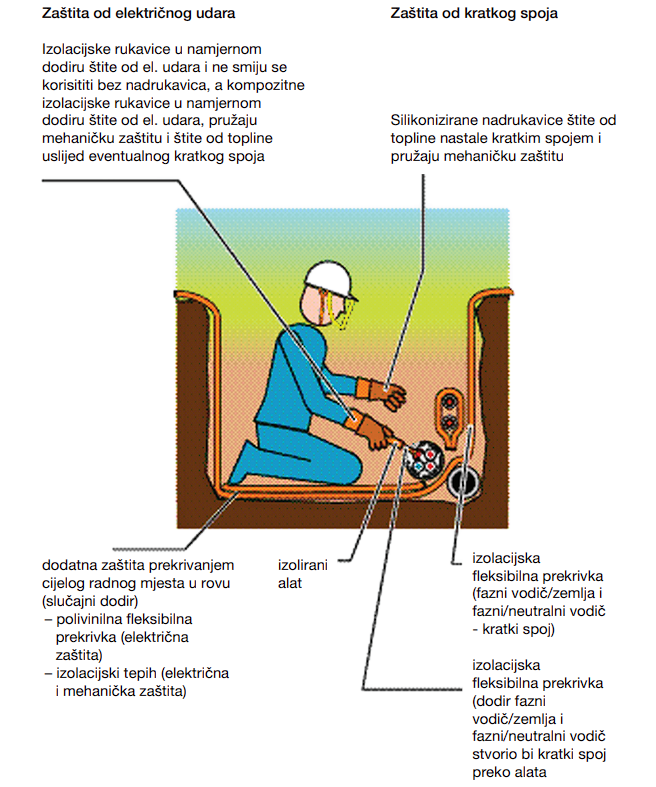 Zaštita od električnog udara
Izolacijske rukavice u namjernom
dodiru štite od el. udara i ne smiju se
korisititi bez nadrukavica, a kompozitne
izolacijske rukavice u namjernom
dodiru štite od el. udara, pružaju
mehaničku zaštitu i štite od topline
uslijed eventualnog kratkog spoja
Zaštita od kratkog spoja
Silikonizirane nadrukavice štite od
topline nastale kratkim spojem i
pružaju mehaničku zaštitu
dodatna zaštita prekrivanjem
cijelog radnog mjesta u rovu
(slučajni dodir)
– polivinilna fleksibilna
prekrivka (električna
zaštita)
– izolacijski tepih (električna
i mehanička zaštita)
izolirani
alat
izolacijska
fleksibilna prekrivka
(fazni vodič/zemlja i
fazni/neutralni vodič
- kratki spoj)
izolacijska
fleksibilna prekrivka
(dodir fazni
vodič/zemlja i
fazni/neutralni vodič
stvorio bi kratki spoj
preko alata